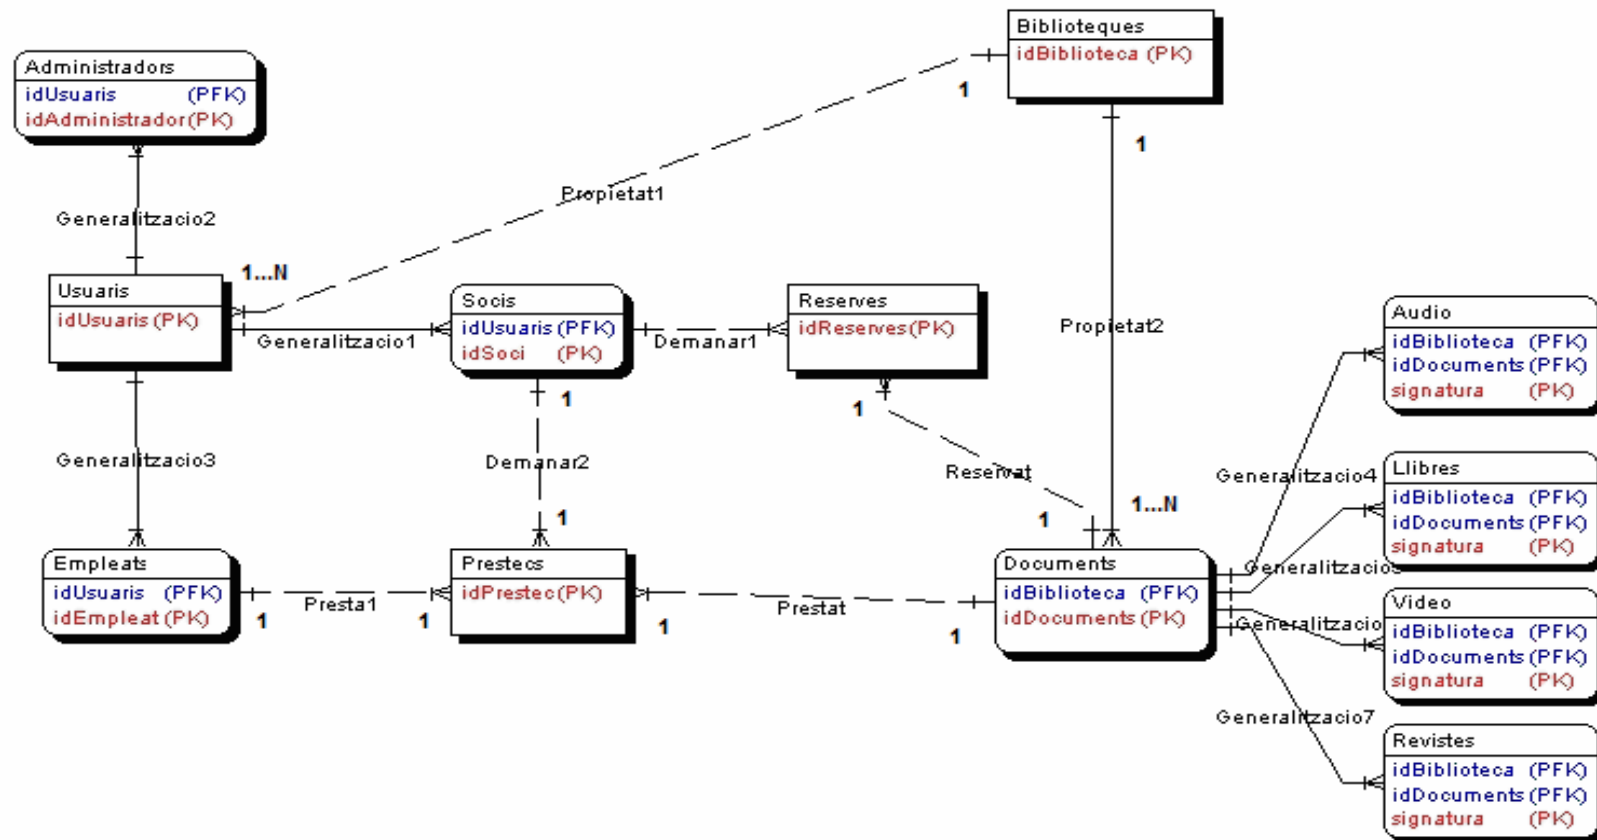 Biblioteques
idBiblioteca (PK)
1
1
Administradors
idUsuaris (PFK)
idAdministrador (PK)
Propietat1
Generalitzacio2
1...N
Usuaris
idUsuaris (PK)
Generalitzacio1
Socis
idUsuaris (PFK)
idSoci (PK)
Demanar1
Reserves
idReserves (PK)
Propietat2
1
1
Generalitzacio3
Demanar2
Reservat
1
1
1...N
Empleats
idUsuaris (PFK)
idEmpleat (PK)
1
Presta1
1
Prestecs
idPrestec (PK)
1
Prestat
1
Documents
idBiblioteca (PFK)
idDocuments (PK)
Audio
idBiblioteca (PFK)
idDocuments (PFK)
signatura (PK)
Generalitzacio4
Llibres
idBiblioteca (PFK)
idDocuments (PFK)
signatura (PK)
Generalitzacio
Video
idBiblioteca (PFK)
idDocuments (PFK)
signatura (PK)
Generalitzacio
Generalitzacio7
Revistes
idBiblioteca (PFK)
idDocuments (PFK)
signatura (PK)